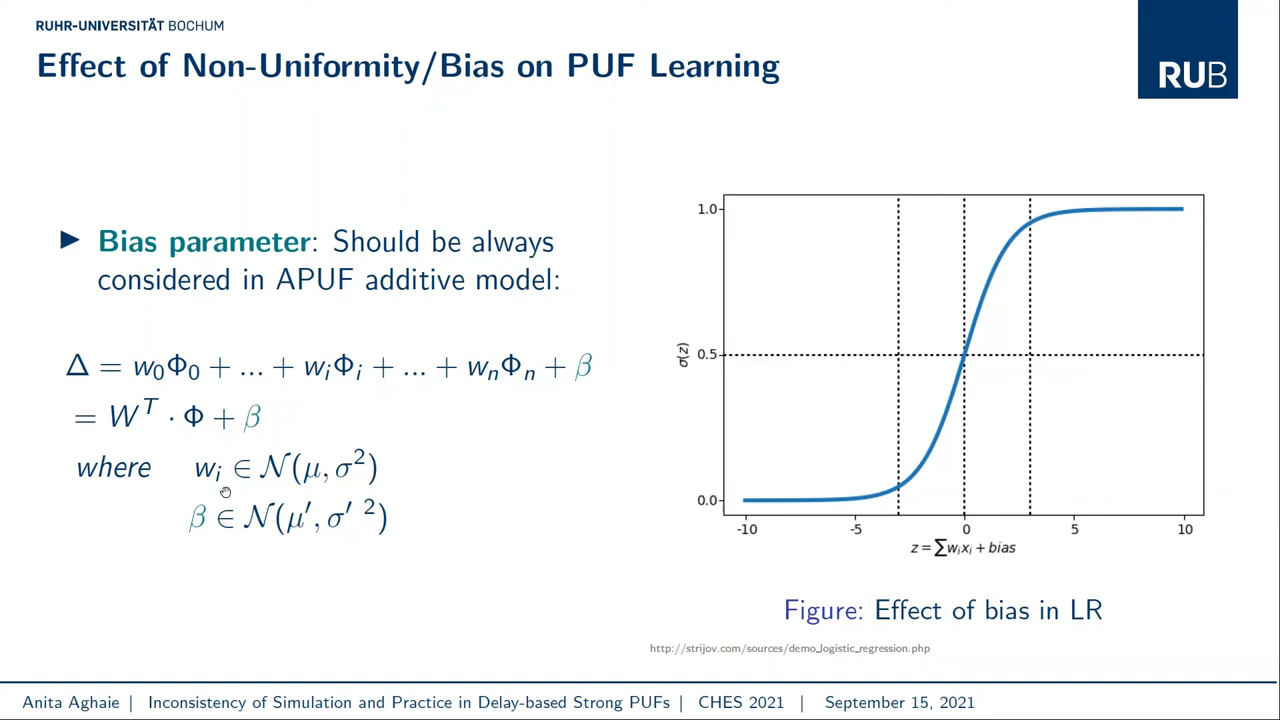 RUHR-UNIVERSITÄT BOCHUM
Effect of Non-Uniformity/Bias on PUF Learning
RUB
▶ Bias parameter: Should be always
considered in APUF additive model:
Δ = w₀Φ₀ + ... + wᵢΦᵢ + ... + wₙΦₙ + β
= Wᵀ · Φ + β
where wᵢ ∈ 𝒩(μ, σ²)
β ∈ 𝒩(μ′, σ′ ²)
1.0
0.5
0.0
σ(z)
-10 -5 0 5 10
z = ∑wᵢxᵢ + bias
Figure: Effect of bias in LR
http://strijov.com/sources/demo_logistic_regression.php
Anita Aghaie | Inconsistency of Simulation and Practice in Delay-based Strong PUFs | CHES 2021 | September 15, 2021